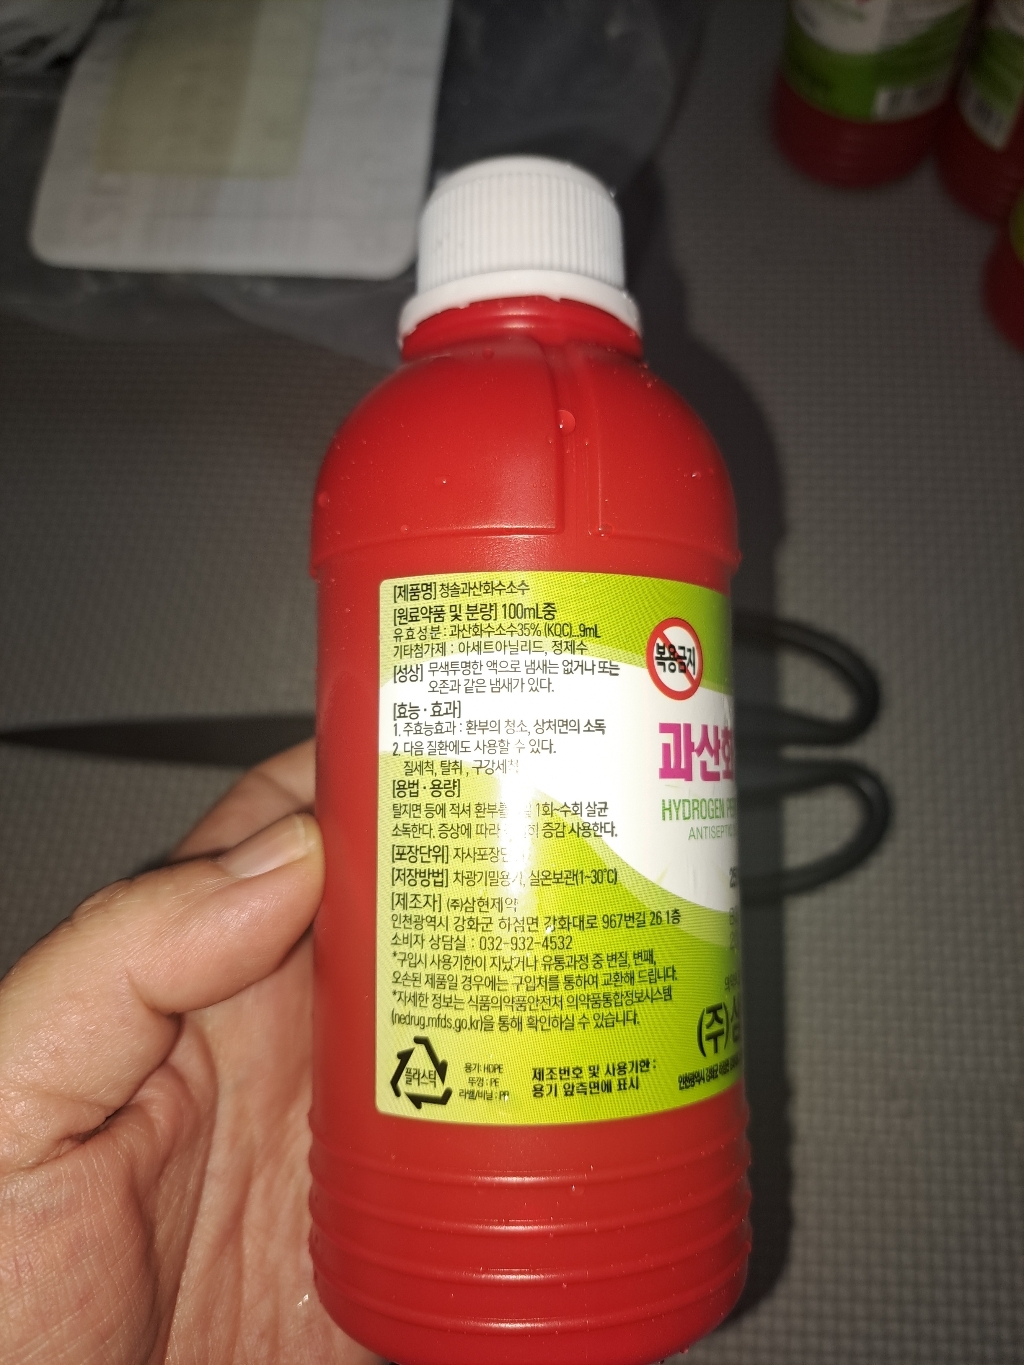 [제품명] 청솔과산화수소수
[원료약품 및 분량] 100mL중
유효성분 : 과산화수소수35% (KQC)...9mL
기타첨가제 : 아세트아닐리드, 정제수
[성상] 무색투명한 액으로 냄새는 없거나 또는
오존과 같은 냄새가 있다.
[효능·효과]
1. 주효능효과 : 환부의 청소, 상처면의 소독
2. 다음 질환에도 사용할 수 있다.
질세척, 탈취, 구강세척
[용법·용량]
탈지면 등에 적셔 환부를 1회~수회 살균
소독한다. 증상에 따라 증감 사용한다.
[포장단위] 자사포장단위
[저장방법] 차광기밀용기, 실온보관(1~30℃)
[제조자] (주)삼현제약
인천광역시 강화군 하점면 강화대로 967번길 26 1층
소비자 상담실 : 032-932-4532
*구입시 사용기한이 지났거나 유통과정 중 변질, 변패,
오손된 제품일 경우에는 구입처를 통하여 교환해 드립니다.
*자세한 정보는 식품의약품안전처 의약품통합정보시스템
(nedrug.mfds.go.kr)을 통해 확인하실 수 있습니다.
플라스틱
용기: HDPE
뚜껑 : PE
라벨/비닐 : PP
제조번호 및 사용기한 :
용기 앞측면에 표시
복용금지
과산화
HYDROGEN
ANTISEPTIC
(주)삼
인천광역시 강화군